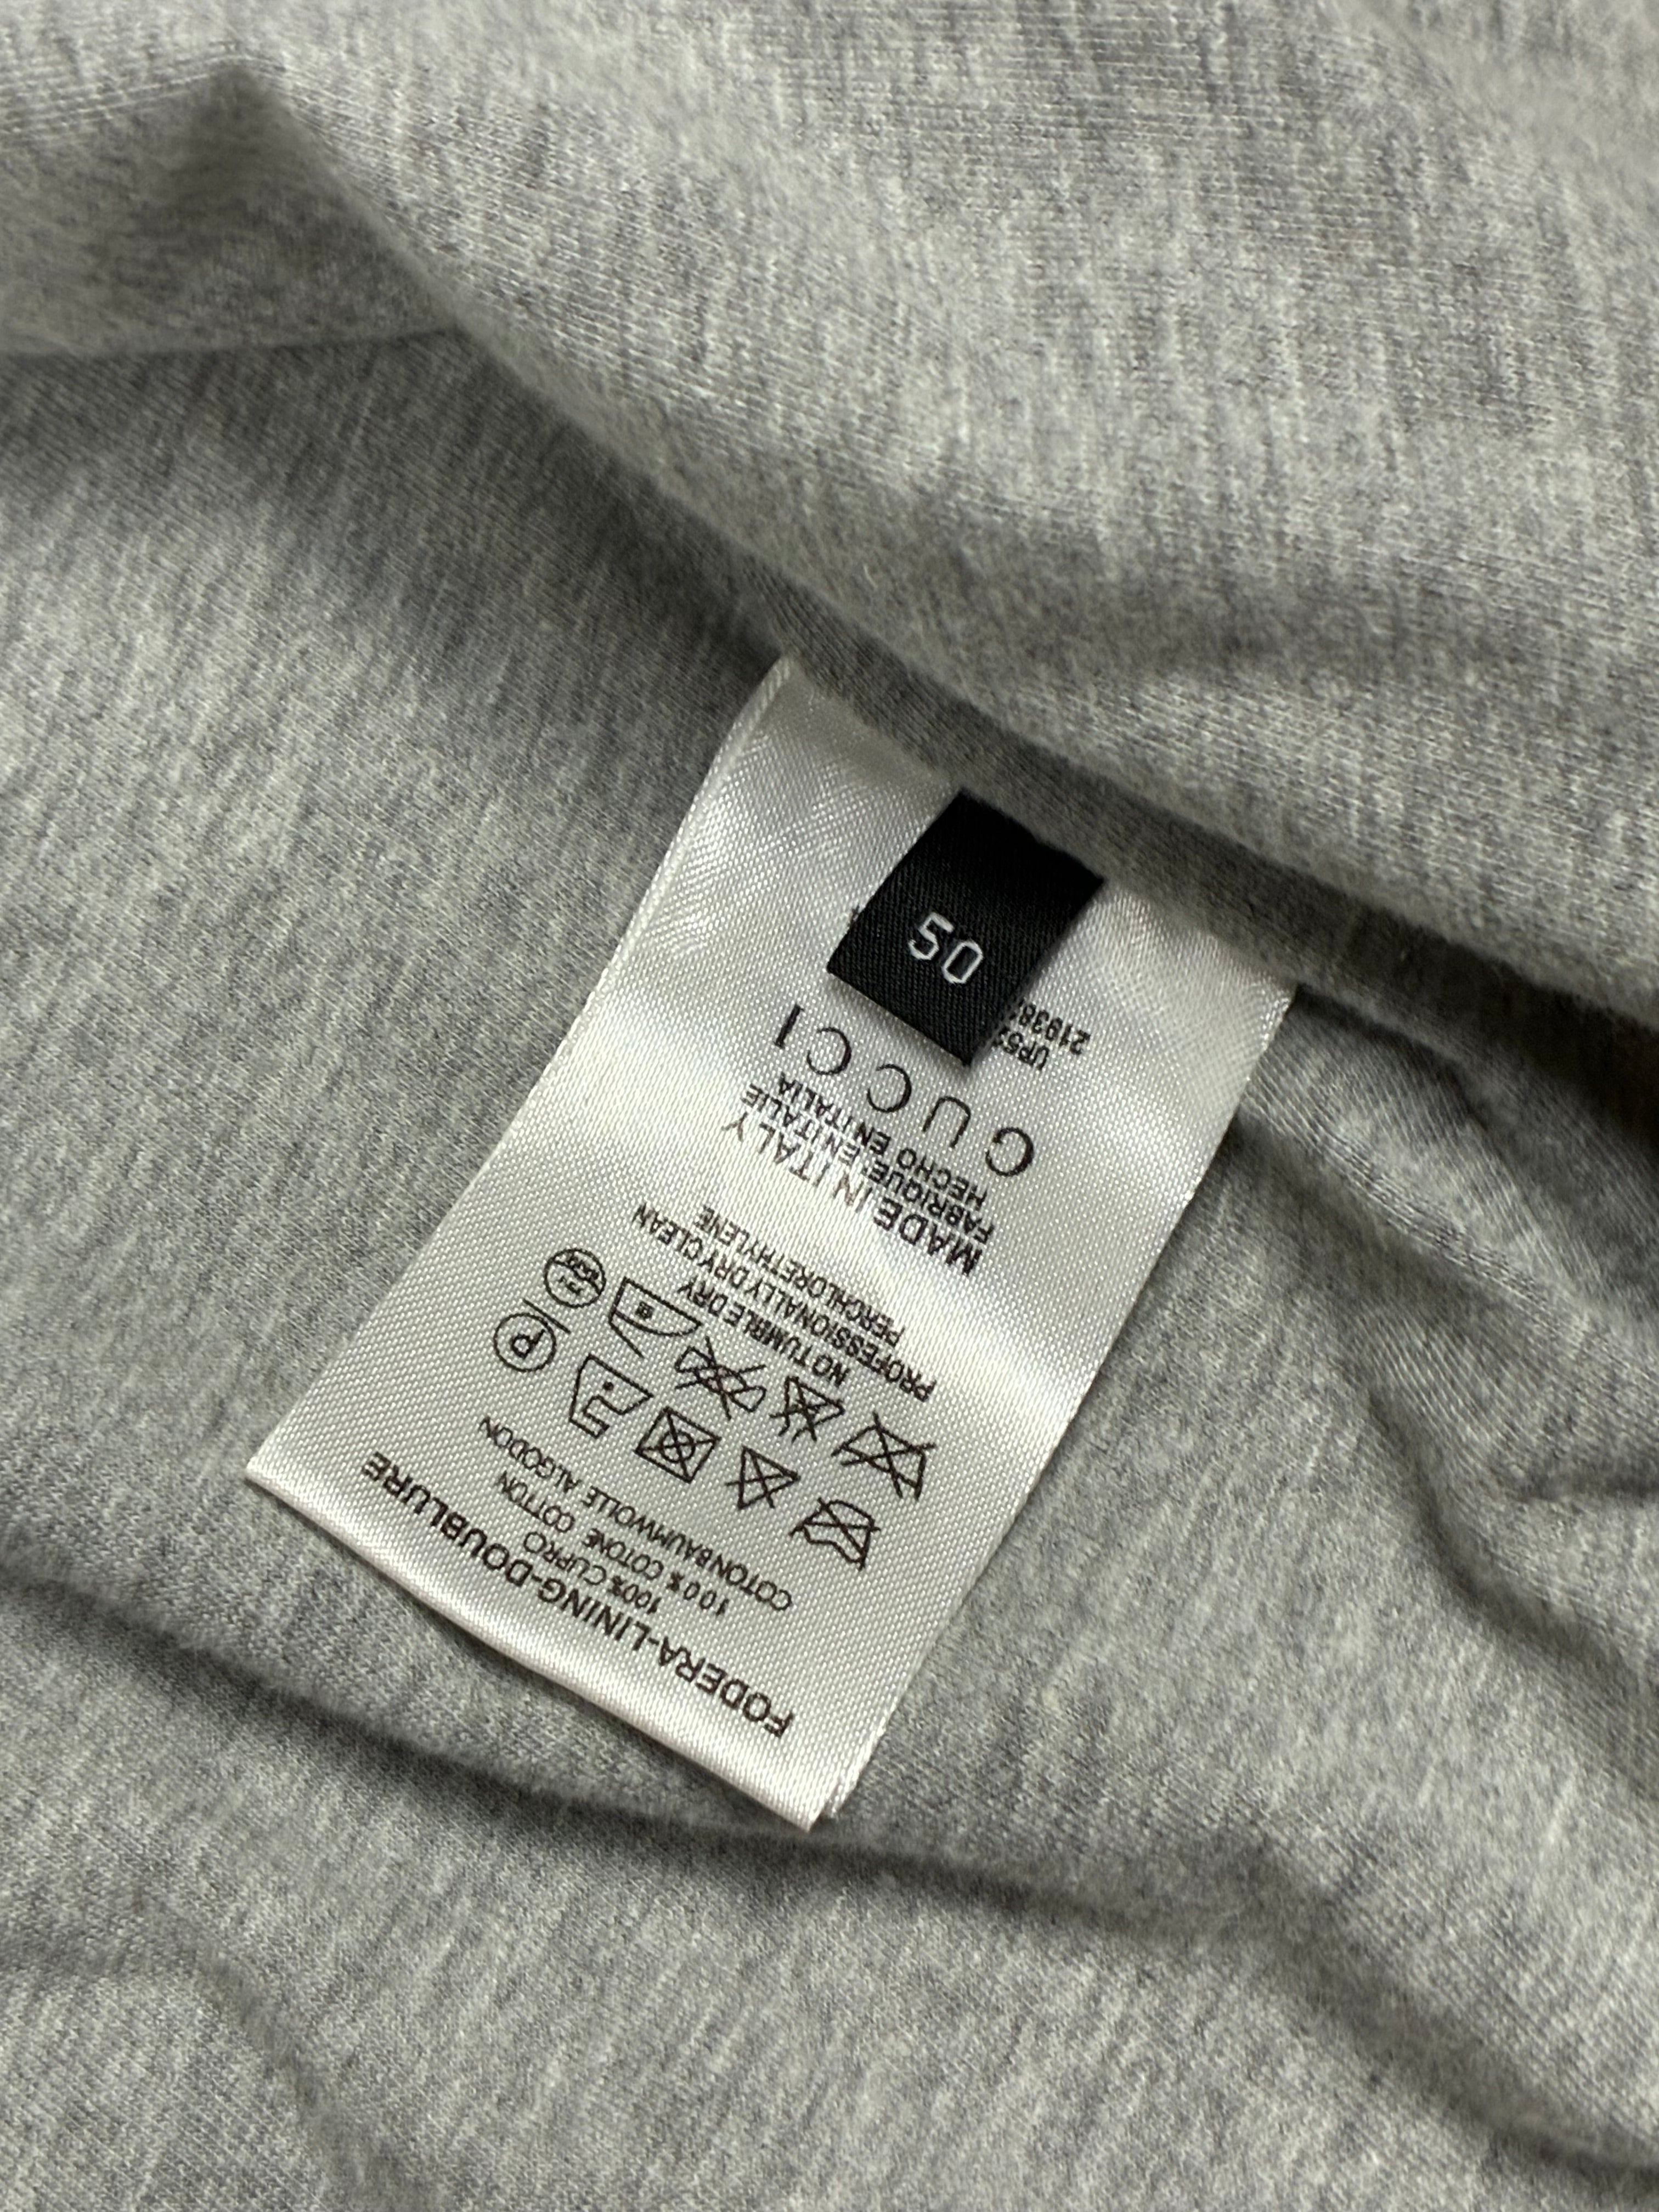 FODERA-LINING-DOUBLURE
100% CUPRO
100% COTONE COTTON
COTON BAUMWOLLE ALGODON
P
NO TUMBLE DRY
PROFESSIONALLY DRY CLEAN
PERCHLORETHYLENE
MADE IN ITALY
FABRIQUE' EN ITALIE
HECHO EN ITALIA
GUCCI
50